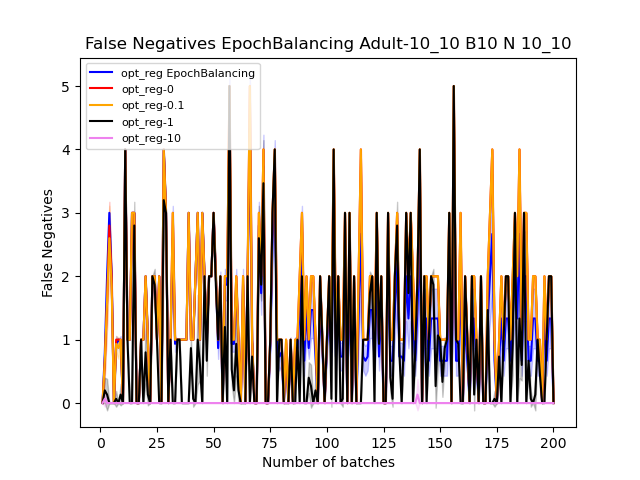 False Negatives EpochBalancing Adult-10_10 B10 N 10_10
opt_reg EpochBalancing
opt_reg-0
opt_reg-0.1
opt_reg-1
opt_reg-10
False Negatives
5
4
3
2
1
0
0 25 50 75 100 125 150 175 200
Number of batches